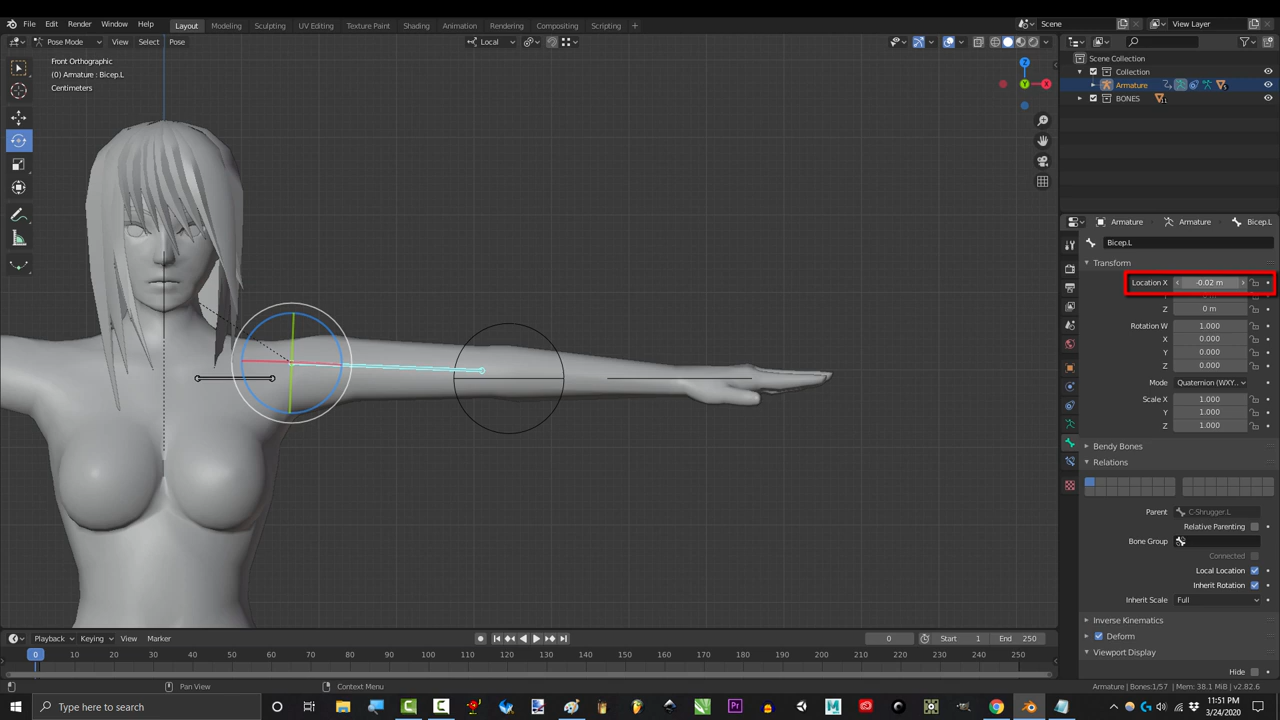 File Edit Render Window Help
Layout Modeling Sculpting UV Editing Texture Paint Shading Animation Rendering Compositing Scripting +
Scene
View Layer
Pose Mode View Select Pose
Local
Front Orthographic
(0) Armature : Bicep.L
Centimeters
Z
Y
X
Scene Collection
Collection
Armature
BONES
Armature Armature Bicep.L
Bicep.L
Transform
Location X -0.02 m
Y 0 m
Z 0 m
Rotation W 1.000
X 0.000
Y 0.000
Z 0.000
Mode Quaternion (WXY..
Scale X 1.000
Y 1.000
Z 1.000
Bendy Bones
Relations
Parent C-Shrugger.L
Relative Parenting
Bone Group
Connected
Local Location
Inherit Rotation
Inherit Scale Full
Inverse Kinematics
Deform
Viewport Display
Hide
Playback Keying View Marker
0
Start 1 End 250
0 10 20 30 40 50 60 70 80 90 100 110 120 130 140 150 160 170 180 190 200 210 220 230 240 250
Pan View
Context Menu
Armature | Bones:1/57 | Mem: 38.1 MiB | v2.82.6
Type here to search
11:51 PM
3/24/2020